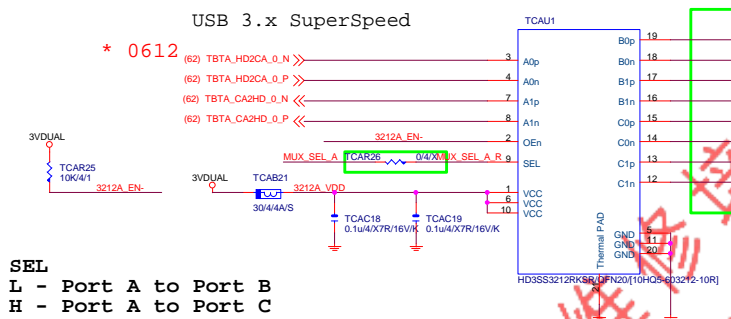 USB 3.x SuperSpeed
TCAU1
* 0612
(62) TBTA_HD2CA_0_N
3
A0p
B0p
19
(62) TBTA_HD2CA_0_P
4
A0n
B0n
18
(62) TBTA_CA2HD_0_N
7
A1p
B1p
17
(62) TBTA_CA2HD_0_P
8
A1n
B1n
16
C0p
15
3212A_EN-
2
OEn
C0n
14
MUX_SEL_A
TCAR26
0/4/X
MUX_SEL_A_R
9
SEL
C1p
13
C1n
12
3VDUAL
TCAR25
10K/4/1
3212A_EN-
3VDUAL
TCAB21
30/4/4A/S
3212A_VDD
1
VCC
6
VCC
10
VCC
TCAC18
0.1u/4/X7R/16V/K
TCAC19
0.1u/4/X7R/16V/K
GND
5
GND
11
GND
20
Thermal PAD
21
HD3SS3212RKSR/QFN20/[10HQ5-603212-10R]
SEL
L - Port A to Port B
H - Port A to Port C
维修